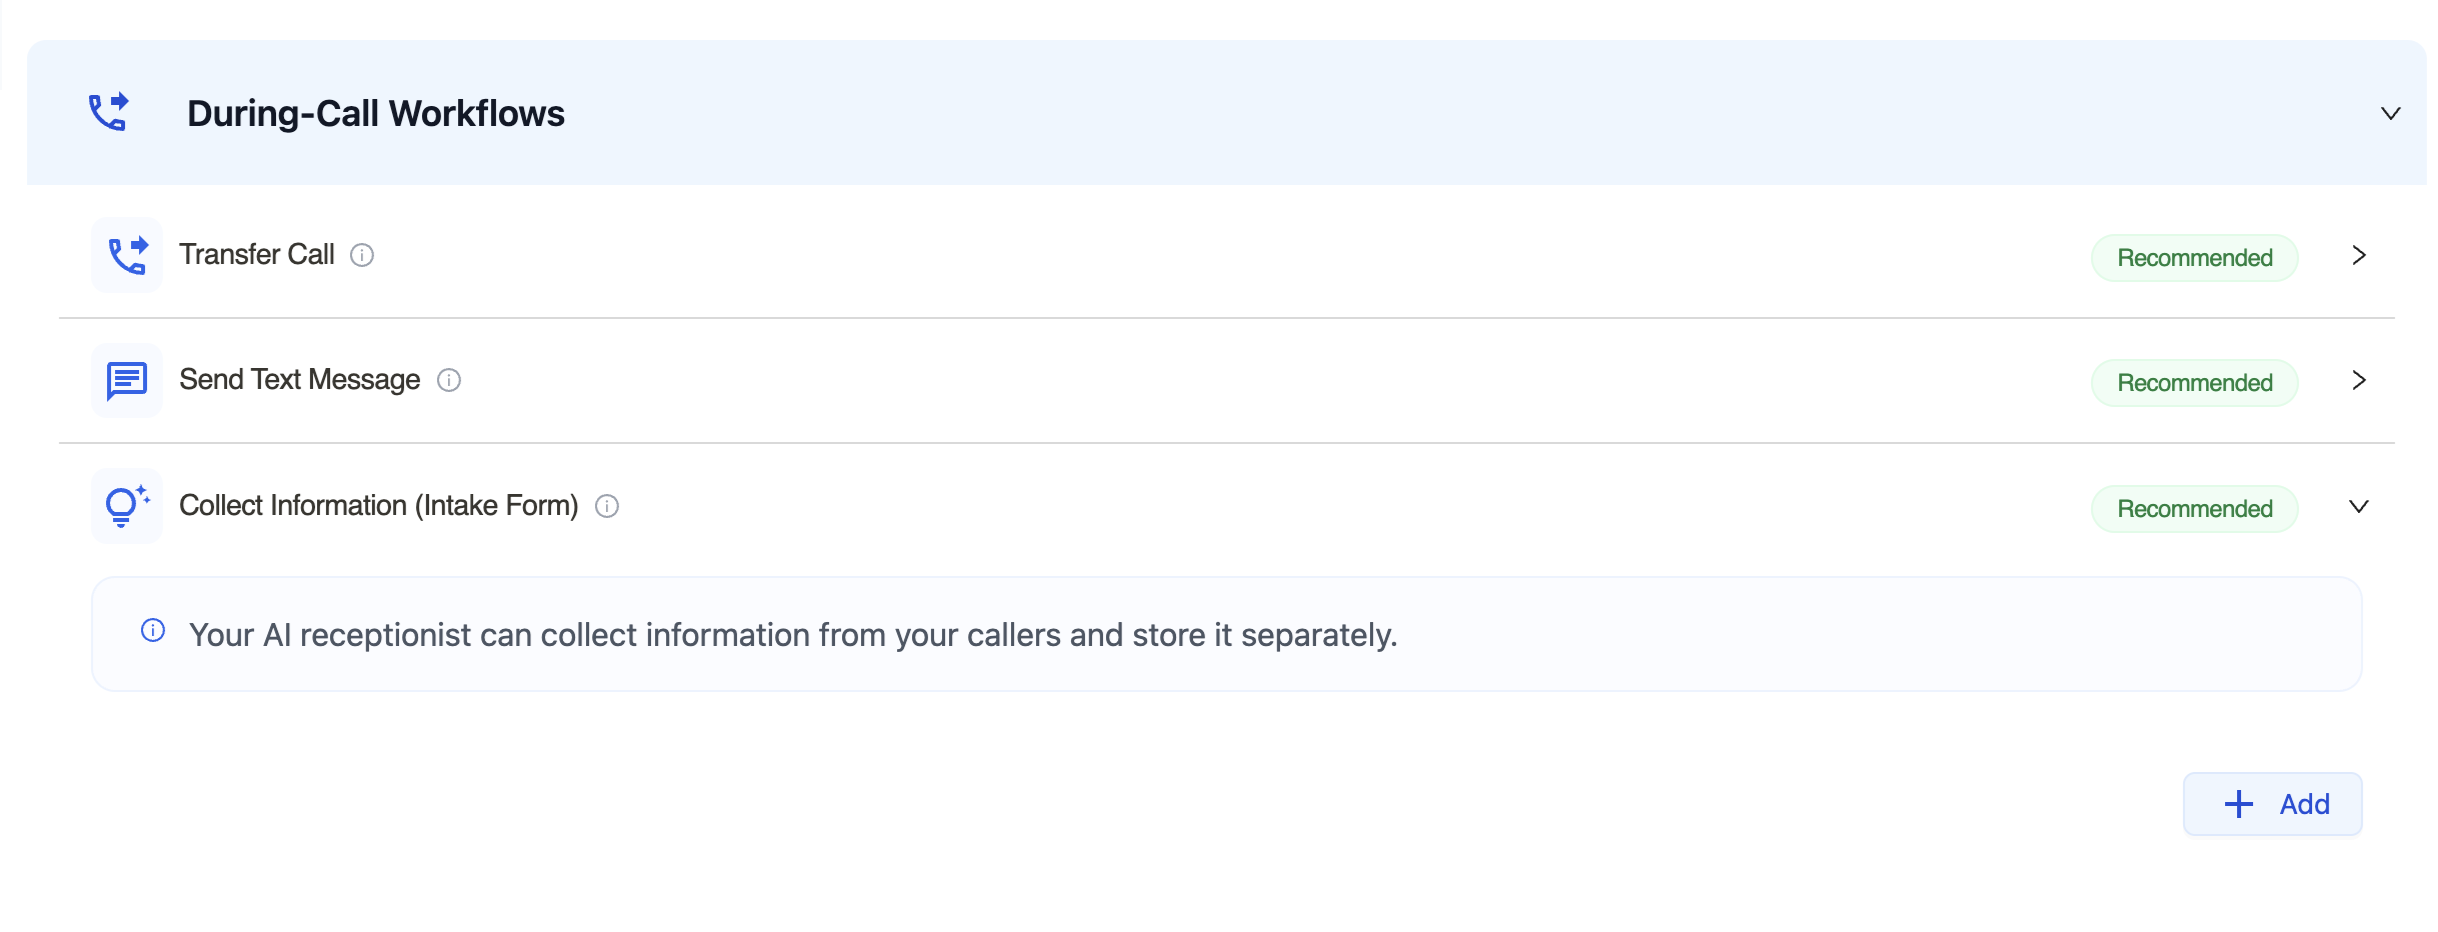 During-Call Workflows
Transfer Call
Recommended
Send Text Message
Recommended
Collect Information (Intake Form)
Recommended
Your AI receptionist can collect information from your callers and store it separately.
Add